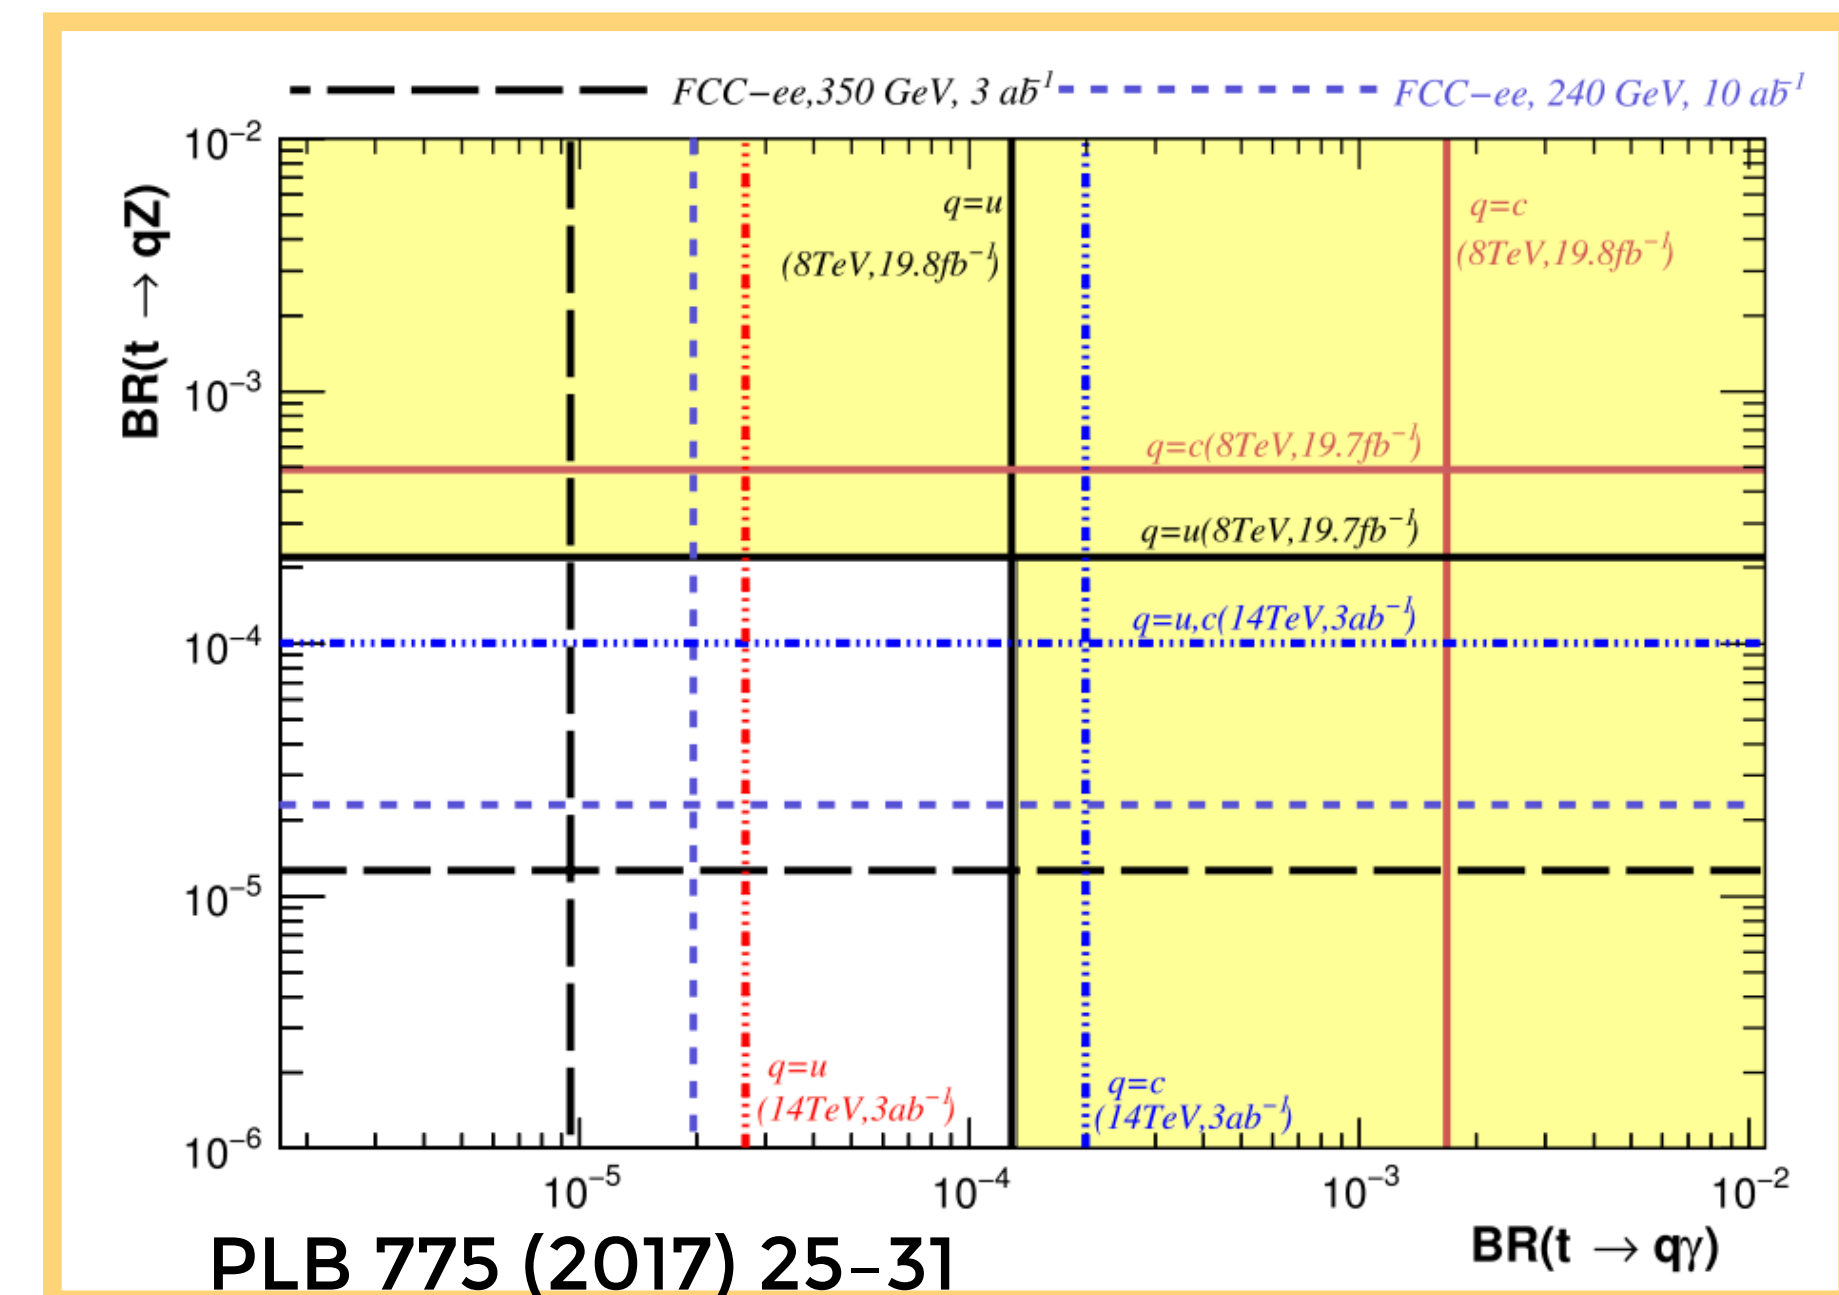 FCC−ee,350 GeV, 3 ab⁻¹ FCC−ee, 240 GeV, 10 ab⁻¹
10⁻²
BR(t → qZ)
q=u
(8TeV,19.8fb⁻¹)
q=c
(8TeV,19.8fb⁻¹)
10⁻³
q=c(8TeV,19.7fb⁻¹)
q=u(8TeV,19.7fb⁻¹)
q=u,c(14TeV,3ab⁻¹)
10⁻⁴
10⁻⁵
q=u
(14TeV,3ab⁻¹)
q=c
(14TeV,3ab⁻¹)
10⁻⁶
10⁻⁵ 10⁻⁴ 10⁻³ 10⁻²
BR(t → qγ)
PLB 775 (2017) 25–31